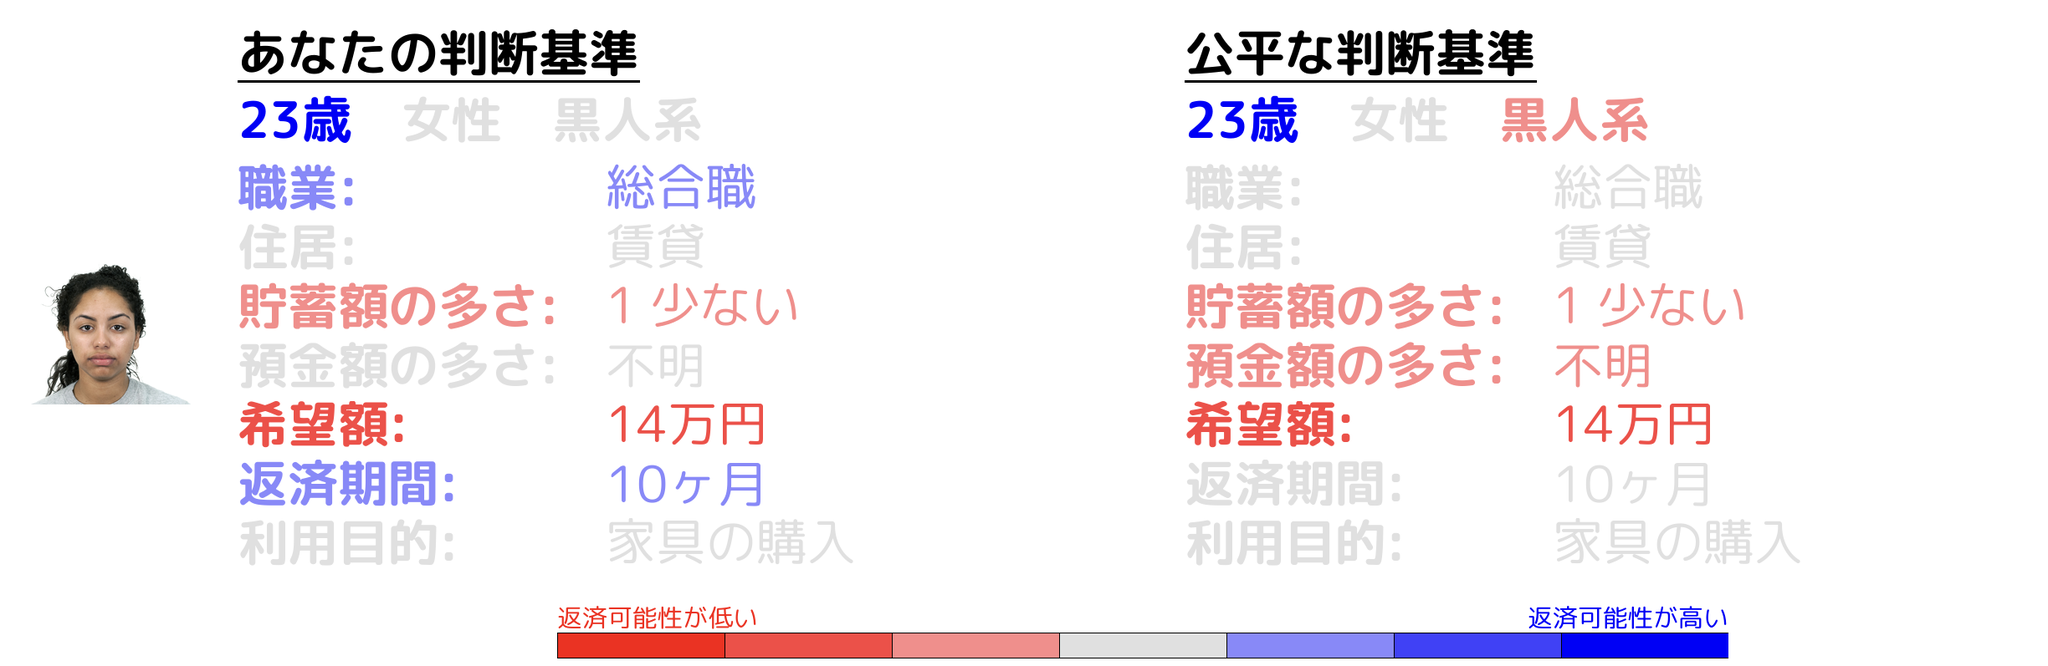 あなたの判断基準
23歳 女性 黒人系
職業: 総合職
住居: 賃貸
貯蓄額の多さ: 1 少ない
預金額の多さ: 不明
希望額: 14万円
返済期間: 10ヶ月
利用目的: 家具の購入
公平な判断基準
23歳 女性 黒人系
職業: 総合職
住居: 賃貸
貯蓄額の多さ: 1 少ない
預金額の多さ: 不明
希望額: 14万円
返済期間: 10ヶ月
利用目的: 家具の購入
返済可能性が低い
返済可能性が高い